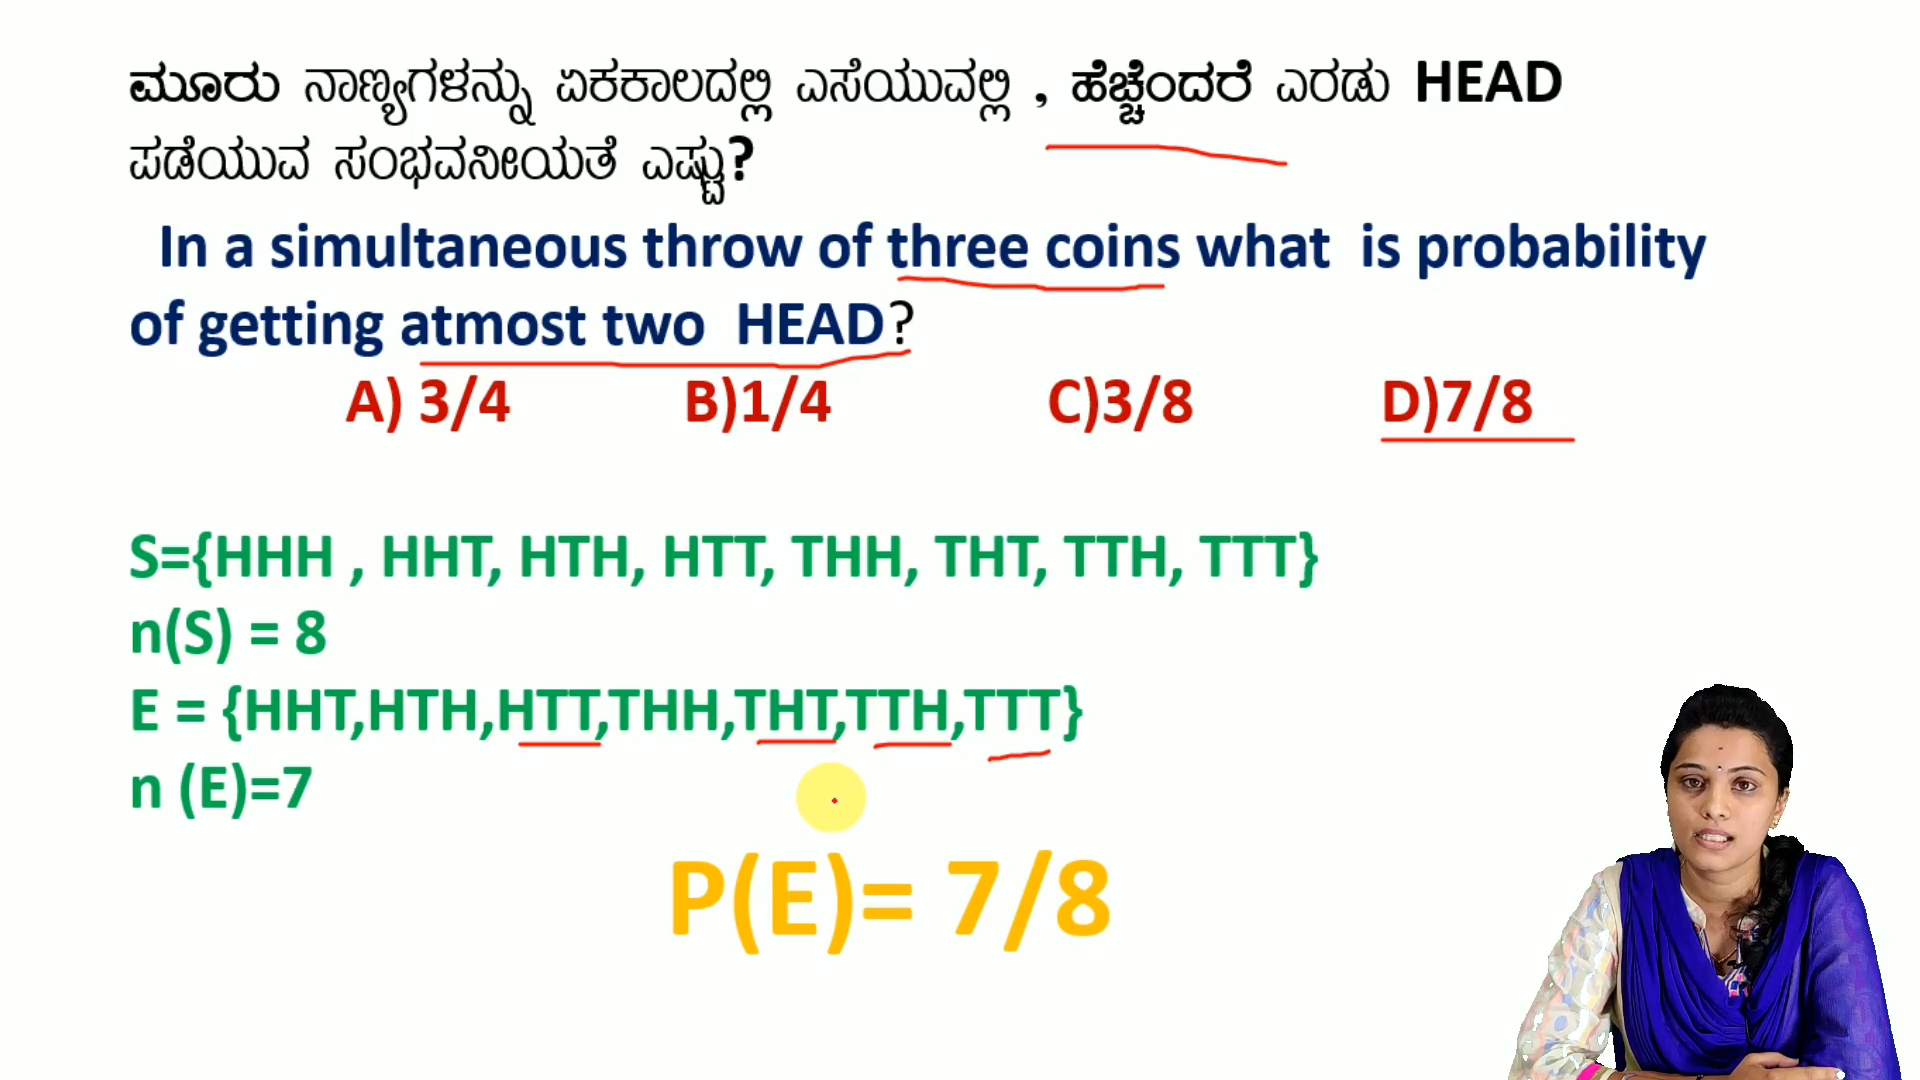 ಮೂರು ನಾಣ್ಯಗಳನ್ನು ಏಕಕಾಲದಲ್ಲಿ ಎಸೆಯುವಲ್ಲಿ , ಹೆಚ್ಚೆಂದರೆ ಎರಡು HEAD
ಪಡೆಯುವ ಸಂಭವನೀಯತೆ ಎಷ್ಟು?
In a simultaneous throw of three coins what is probability
of getting atmost two HEAD?
A) 3/4 B)1/4 C)3/8 D)7/8
S={HHH , HHT, HTH, HTT, THH, THT, TTH, TTT}
n(S) = 8
E = {HHT,HTH,HTT,THH,THT,TTH,TTT}
n (E)=7
P(E)= 7/8